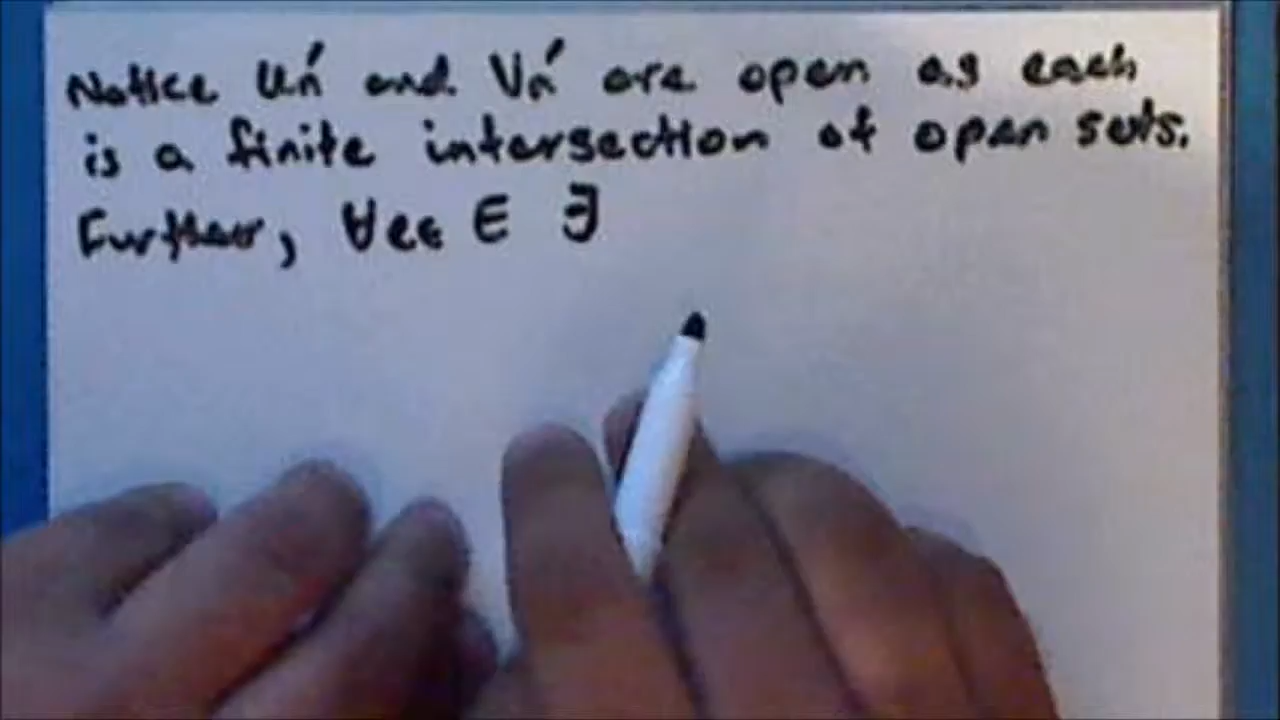 Notice Un' and Vn' are open as each
is a finite intersection of open sets.
Further, ∀e∈ E ∃